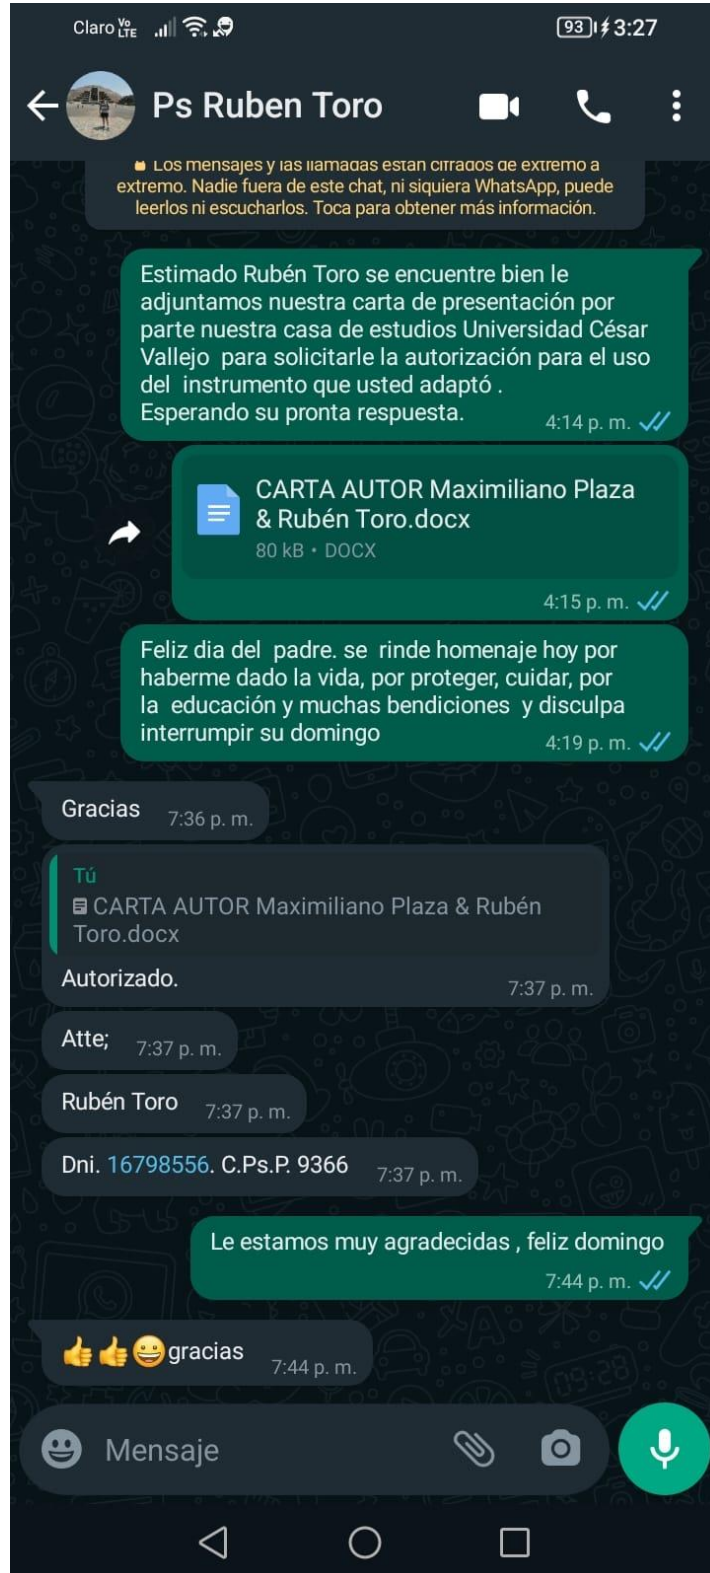 Claro Vo LTE 93 3:27
Ps Ruben Toro
Los mensajes y las llamadas están cifrados de extremo a
extremo. Nadie fuera de este chat, ni siquiera WhatsApp, puede
leerlos ni escucharlos. Toca para obtener más información.
Estimado Rubén Toro se encuentre bien le
adjuntamos nuestra carta de presentación por
parte nuestra casa de estudios Universidad César
Vallejo para solicitarle la autorización para el uso
del instrumento que usted adaptó .
Esperando su pronta respuesta.
4:14 p. m.
CARTA AUTOR Maximiliano Plaza
& Rubén Toro.docx
80 kB • DOCX
4:15 p. m.
Feliz dia del padre. se rinde homenaje hoy por
haberme dado la vida, por proteger, cuidar, por
la educación y muchas bendiciones y disculpa
interrumpir su domingo
4:19 p. m.
Gracias 7:36 p. m.
Tú
CARTA AUTOR Maximiliano Plaza & Rubén
Toro.docx
Autorizado. 7:37 p. m.
Atte; 7:37 p. m.
Rubén Toro 7:37 p. m.
Dni. 16798556. C.Ps.P. 9366 7:37 p. m.
Le estamos muy agradecidas , feliz domingo
7:44 p. m.
👍👍😀gracias 7:44 p. m.
Mensaje